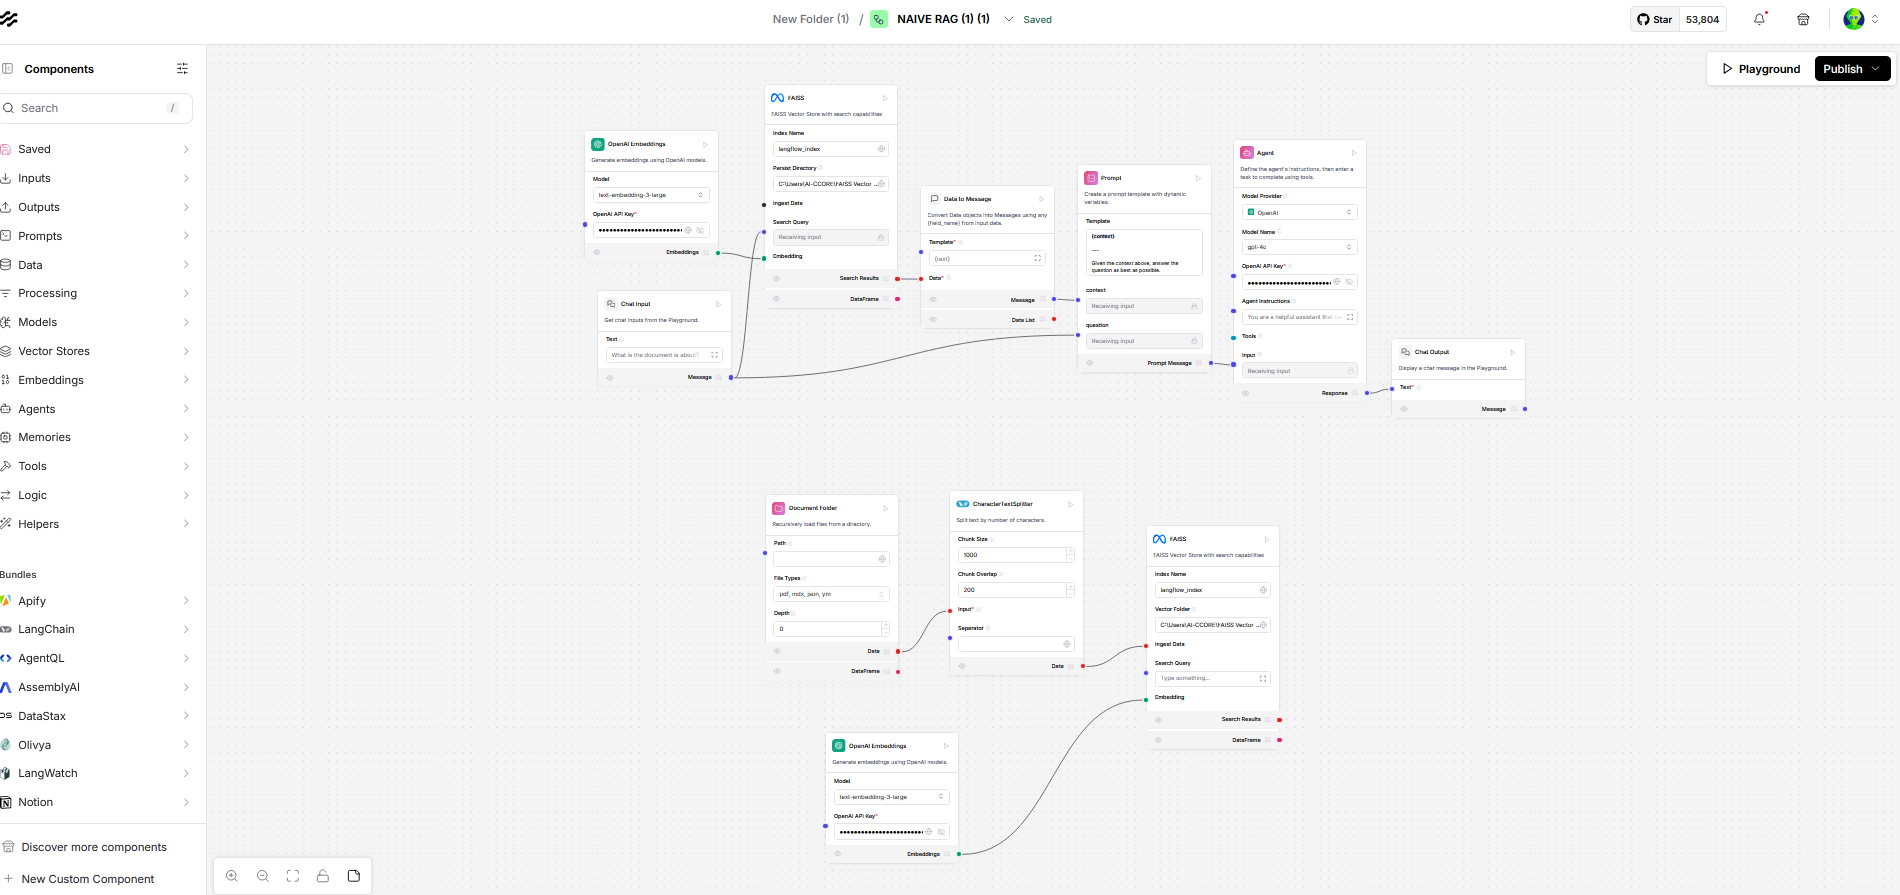 New Folder (1) / NAIVE RAG (1) (1) Saved
Star 53,804
Components
Search /
Saved
Inputs
Outputs
Prompts
Data
Processing
Models
Vector Stores
Embeddings
Agents
Memories
Tools
Logic
Helpers
Bundles
Apify
LangChain
AgentQL
AssemblyAI
DataStax
Olivya
LangWatch
Notion
Discover more components
New Custom Component
Playground Publish
OpenAI Embeddings
Generate embeddings using OpenAI models.
Model
text-embedding-3-large
OpenAI API Key*
Embeddings
Chat Input
Get chat inputs from the Playground.
Text
What is the document is about?
Message
FAISS
FAISS Vector Store with search capabilities
Index Name
langflow_index
Persist Directory
C:\Users\AI-CCORE\FAISS Vector ...
Ingest Data
Search Query
Receiving input
Embedding
Search Results
DataFrame
Data to Message
Convert Data objects into Messages using any
{field_name} from input data.
Template*
{text}
Data*
Message
Data List
Prompt
Create a prompt template with dynamic
variables.
Template
{context}
---
Given the context above, answer the
question as best as possible.
context
Receiving input
question
Receiving input
Prompt Message
Agent
Define the agent's instructions, then enter a
task to complete using tools.
Model Provider
OpenAI
Model Name
gpt-4o
OpenAI API Key*
Agent Instructions
You are a helpful assistant that
Tools
Input
Receiving input
Response
Chat Output
Display a chat message in the Playground.
Text*
Message
Document Folder
Recursively load files from a directory.
Path
File Types
pdf, mdx, json, ym
Depth
0
Data
DataFrame
CharacterTextSplitter
Split text by number of characters.
Chunk Size
1000
Chunk Overlap
200
Input*
Separator
Data
FAISS
FAISS Vector Store with search capabilities
Index Name
langflow_index
Vector Folder
C:\Users\AI-CCORE\FAISS Vector ...
Ingest Data
Search Query
Type something...
Embedding
Search Results
DataFrame
OpenAI Embeddings
Generate embeddings using OpenAI models.
Model
text-embedding-3-large
OpenAI API Key*
Embeddings